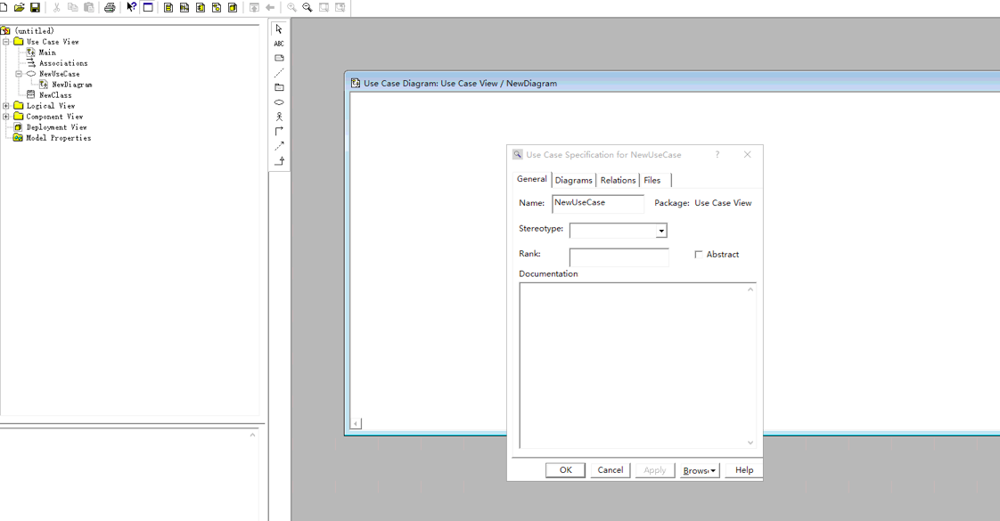 (untitled)
Use Case View
Main
Associations
NewUseCase
NewDiagram
NewClass
Logical View
Component View
Deployment View
Model Properties
ABC
Use Case Diagram: Use Case View / NewDiagram
Use Case Specification for NewUseCase
General Diagrams Relations Files
Name: NewUseCase Package: Use Case View
Stereotype:
Rank: Abstract
Documentation
OK Cancel Apply Brows Help